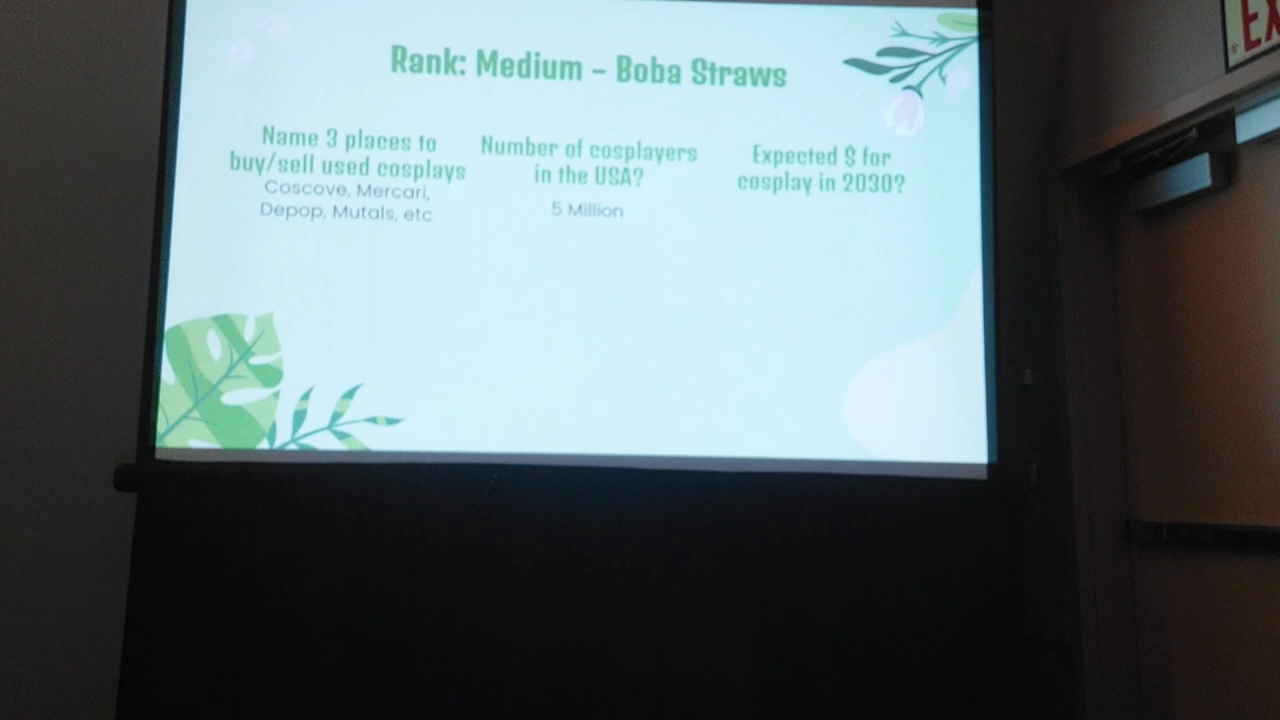 EX
Rank: Medium - Boba Straws
Name 3 places to
buy/sell used cosplays
Coscove, Mercari,
Depop, Mutals, etc
Number of cosplayers
in the USA?
5 Million
Expected $ for
cosplay in 2030?